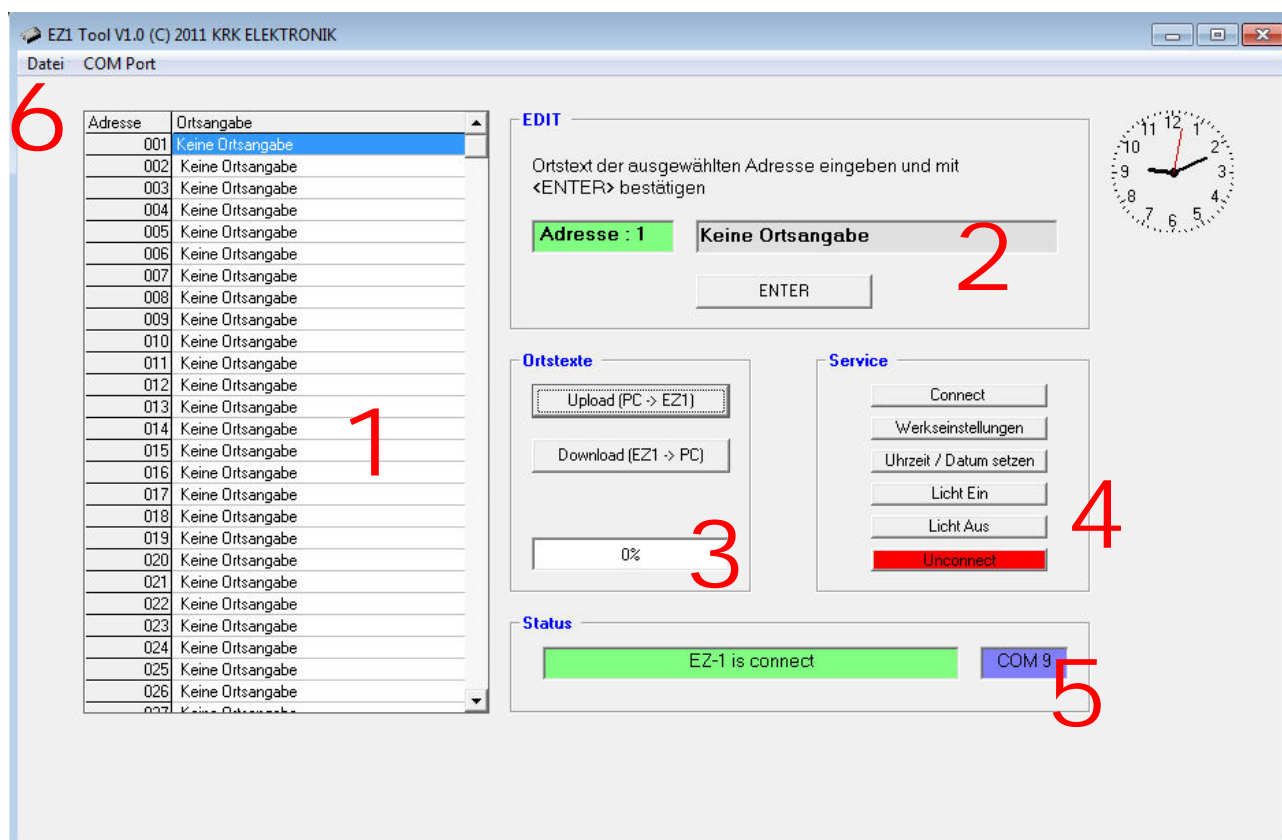 EZ1 Tool V1.0 (C) 2011 KRK ELEKTRONIK
Datei COM Port
6
Adresse Ortsangabe
001 Keine Ortsangabe
002 Keine Ortsangabe
003 Keine Ortsangabe
004 Keine Ortsangabe
005 Keine Ortsangabe
006 Keine Ortsangabe
007 Keine Ortsangabe
008 Keine Ortsangabe
009 Keine Ortsangabe
010 Keine Ortsangabe
011 Keine Ortsangabe
012 Keine Ortsangabe
013 Keine Ortsangabe
014 Keine Ortsangabe
015 Keine Ortsangabe
016 Keine Ortsangabe
017 Keine Ortsangabe
018 Keine Ortsangabe
019 Keine Ortsangabe
020 Keine Ortsangabe
021 Keine Ortsangabe
022 Keine Ortsangabe
023 Keine Ortsangabe
024 Keine Ortsangabe
025 Keine Ortsangabe
026 Keine Ortsangabe
027 Keine Ortsangabe
1
EDIT
Ortstext der ausgewählten Adresse eingeben und mit
<ENTER> bestätigen
Adresse : 1 Keine Ortsangabe
2
ENTER
12 1 2 3 4 5 6 7 8 9 10 11
Ortstexte
Upload (PC -> EZ1)
Download (EZ1 -> PC)
0%
3
Service
Connect
Werkseinstellungen
Uhrzeit / Datum setzen
Licht Ein
Licht Aus
Unconnect
4
Status
EZ-1 is connect COM 9
5